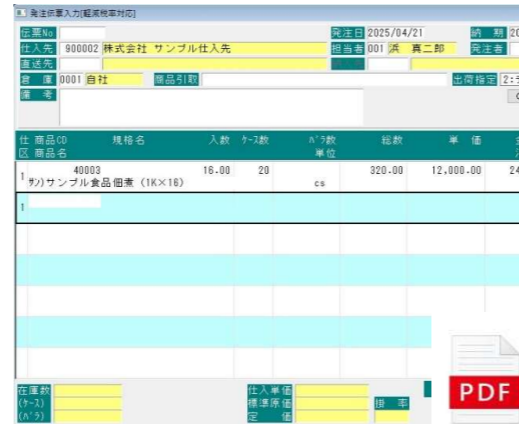 発注伝票入力[軽減税率対応]
伝票No 発注日 2025/04/21 納 期 20
仕入先 900002 株式会社 サンプル仕入先 担当者 001 浜 真二郎 発注者
直送先
倉 庫 0001 自社 商品引取 出荷指定 2:
備 考
仕 商品CD 規格名 入数 ケース数 バラ数 総数 単 価
区 商品名 単位
1 40003 16.00 20 320.00 12,000.00 24
サン)サンプル食品佃煮 (1K×16) cs
1
在庫数 仕入単価
(ケース) 標準原価 掛 率
(バラ) 定 価
PDF